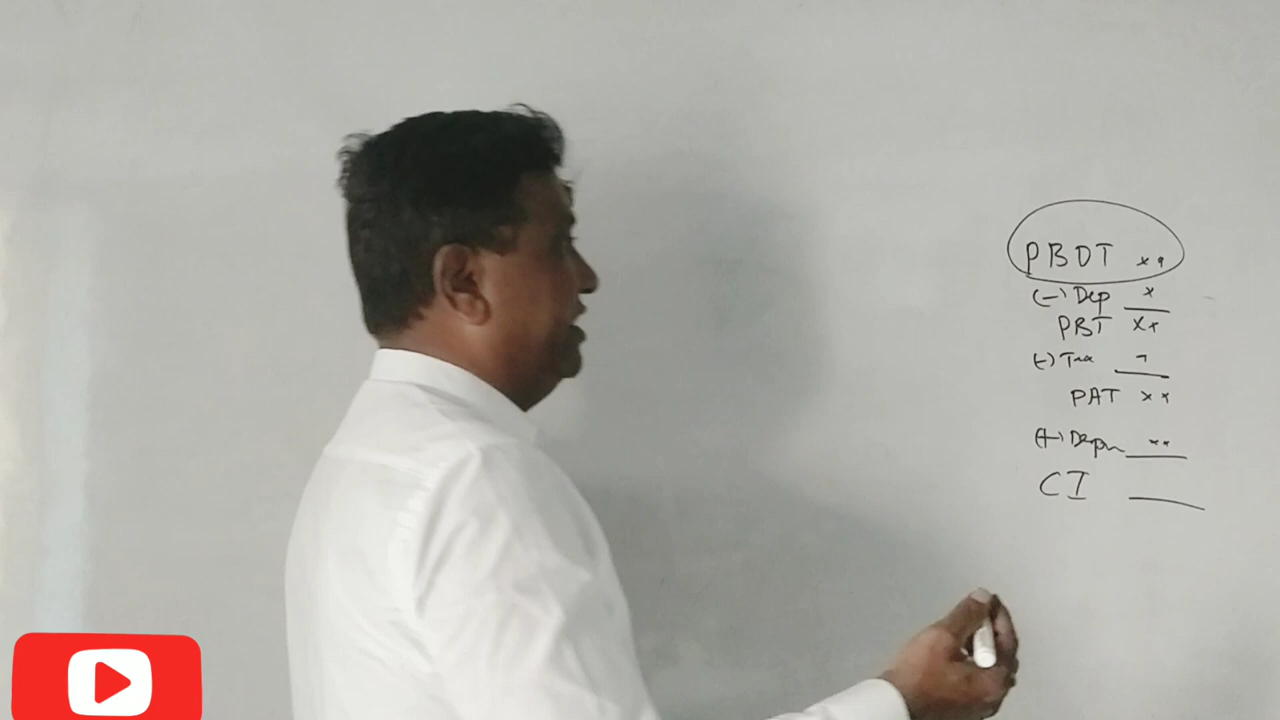 PBDT xx
(-) Dep x
PBT xx
(-) Tax
PAT xx
(+) Depn xx
CI